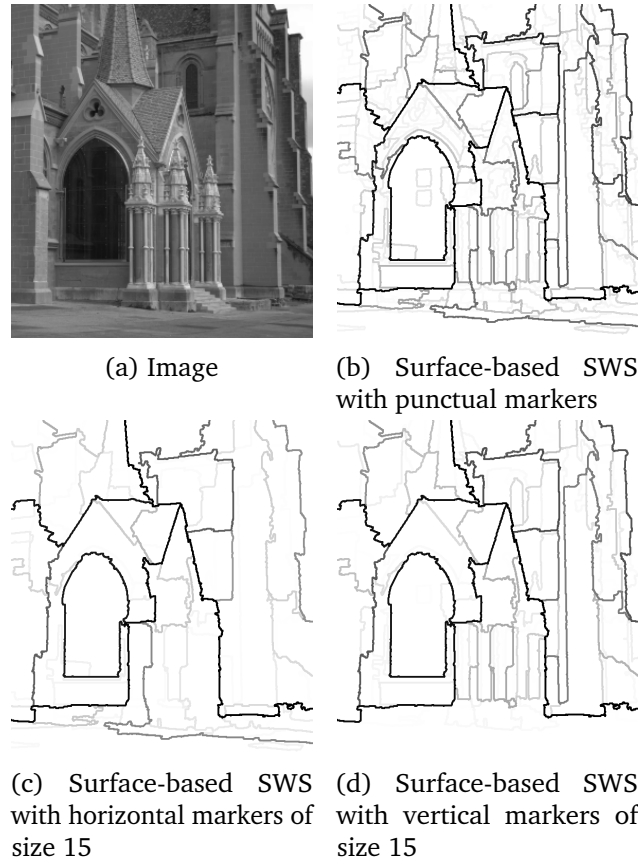 (a) Image
(b) Surface-based SWS
with punctual markers
(c) Surface-based SWS
with horizontal markers of
size 15
(d) Surface-based SWS
with vertical markers of
size 15